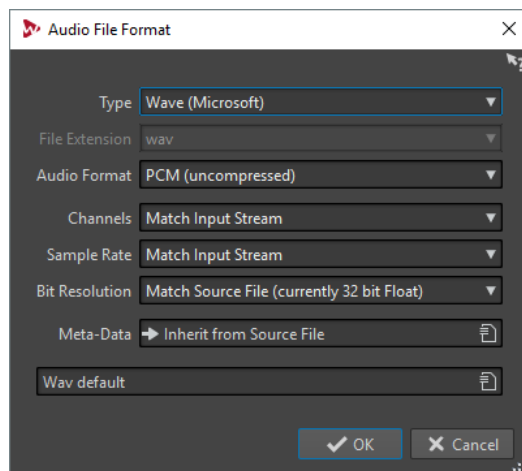 Audio File Format
Type Wave (Microsoft)
File Extension wav
Audio Format PCM (uncompressed)
Channels Match Input Stream
Sample Rate Match Input Stream
Bit Resolution Match Source File (currently 32 bit Float)
Meta-Data Inherit from Source File
Wav default
OK Cancel